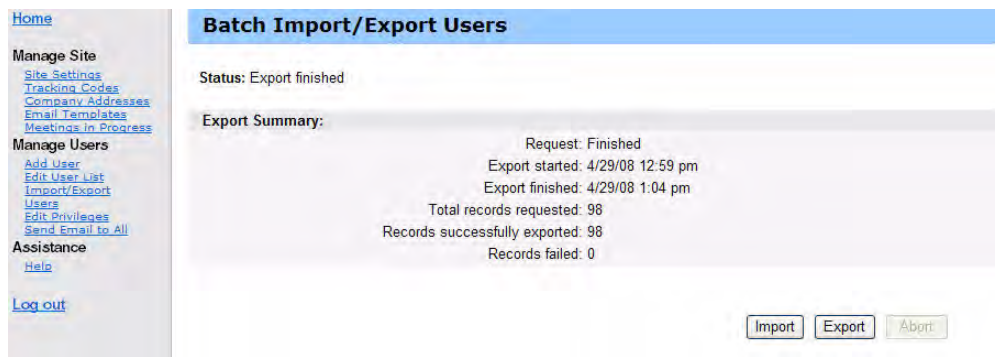 Home
Manage Site
Site Settings
Tracking Codes
Company Addresses
Email Templates
Meetings in Progress
Manage Users
Add User
Edit User List
Import/Export
Users
Edit Privileges
Send Email to All
Assistance
Help
Log out
Batch Import/Export Users
Status: Export finished
Export Summary:
Request: Finished
Export started: 4/29/08 12:59 pm
Export finished: 4/29/08 1:04 pm
Total records requested: 98
Records successfully exported: 98
Records failed: 0
Import Export Abort